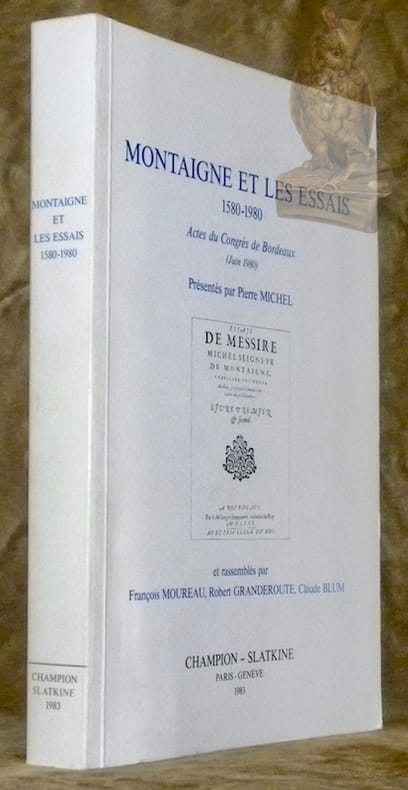 MONTAIGNE
ET
LES ESSAIS
1580-1980
CHAMPION
SLATKINE
1983
MONTAIGNE ET LES ESSAIS
1580-1980
Actes du Congrès de Bordeaux
(Juin 1980)
Présentés par Pierre MICHEL
ESSAIS
DE MESSIRE
MICHEL SEIGNEVR
DE MONTAIGNE,
LIVRE PREMIER
& second.
A BOVRDEAVS
et rassemblés par
François MOUREAU, Robert GRANDEROUTE, Claude BLUM
CHAMPION - SLATKINE
PARIS - GENÈVE
1983